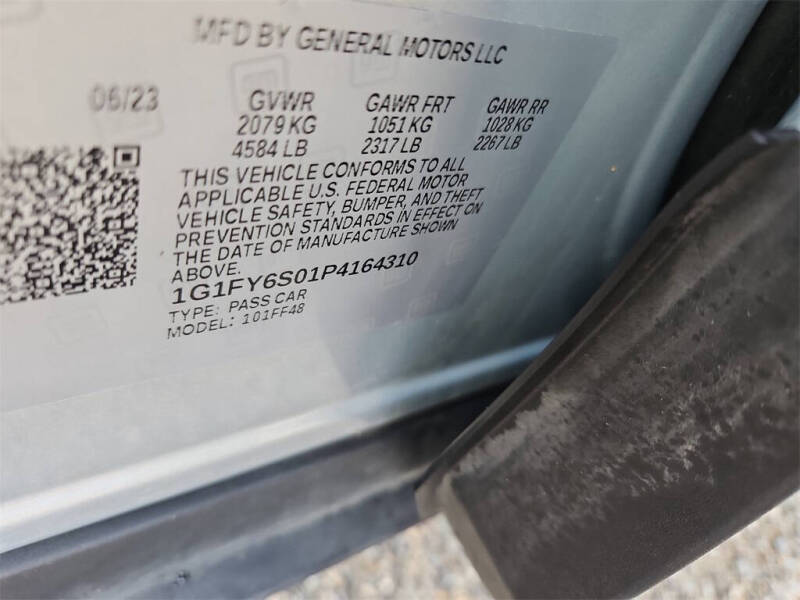 MFD BY GENERAL MOTORS LLC
06/23 GVWR GAWR FRT GAWR RR
2079 KG 1051 KG 1028 KG
4584 LB 2317 LB 2267 LB
THIS VEHICLE CONFORMS TO ALL
APPLICABLE U.S. FEDERAL MOTOR
VEHICLE SAFETY, BUMPER, AND THEFT
PREVENTION STANDARDS IN EFFECT ON
THE DATE OF MANUFACTURE SHOWN
ABOVE.
1G1FY6S01P4164310
TYPE: PASS CAR
MODEL: 101FF48